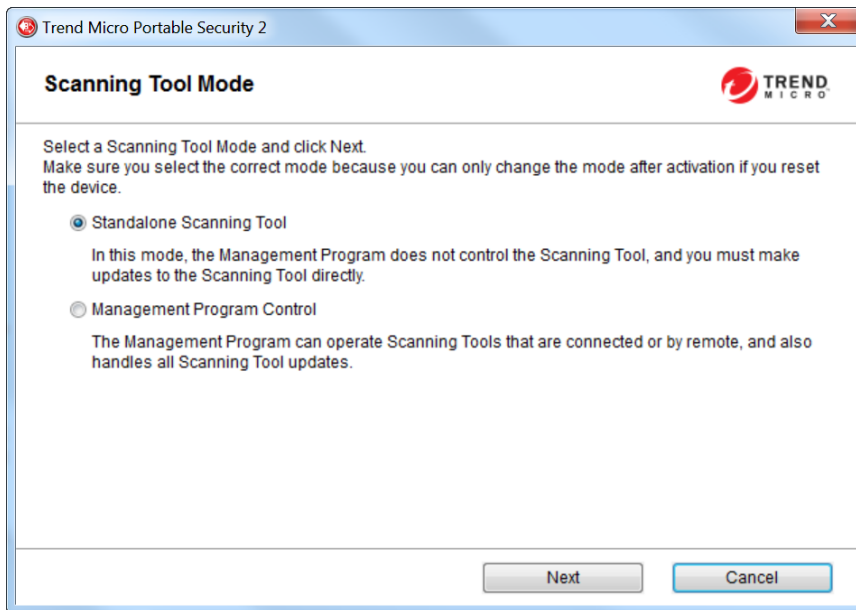 Trend Micro Portable Security 2
Scanning Tool Mode
TREND
MICRO
Select a Scanning Tool Mode and click Next.
Make sure you select the correct mode because you can only change the mode after activation if you reset
the device.
Standalone Scanning Tool
In this mode, the Management Program does not control the Scanning Tool, and you must make
updates to the Scanning Tool directly.
Management Program Control
The Management Program can operate Scanning Tools that are connected or by remote, and also
handles all Scanning Tool updates.
Next
Cancel